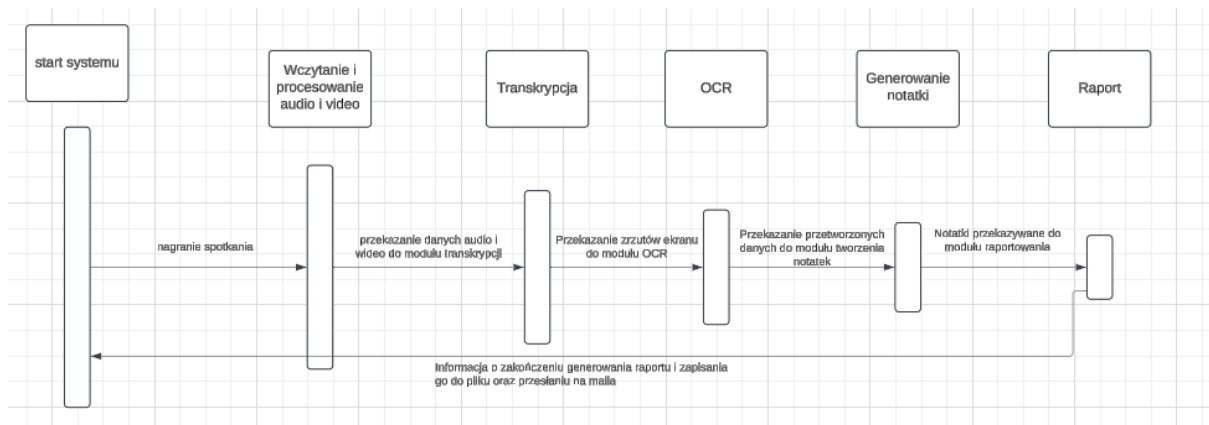 start systemu
Wczytanie i
procesowanie
audio i video
Transkrypcja
OCR
Generowanie
notatki
Raport
nagranie spotkania
przekazanie danych audio i
wideo do modułu transkrypcji
Przekazanie zrzutów ekranu
do modułu OCR
Przekazanie przetworzonych
danych do modułu tworzenia
notatek
Notatki przekazywane do
modułu raportowania
Informacja o zakończeniu generowania raportu i zapisania
go do pliku oraz przesłaniu na maila